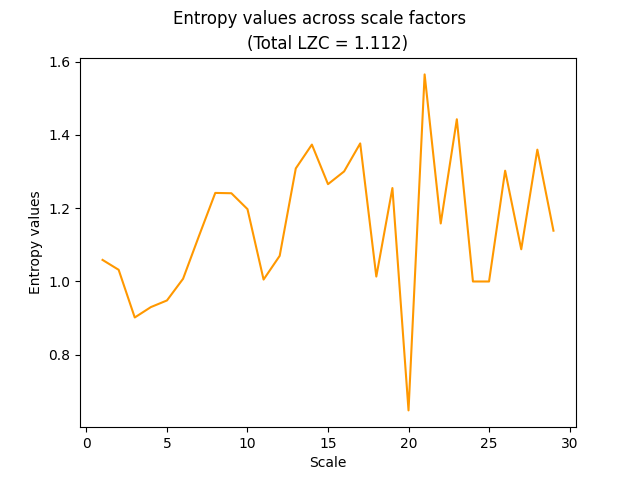 Entropy values across scale factors
(Total LZC = 1.112)
1.6
1.4
1.2
1.0
0.8
Entropy values
0 5 10 15 20 25 30
Scale